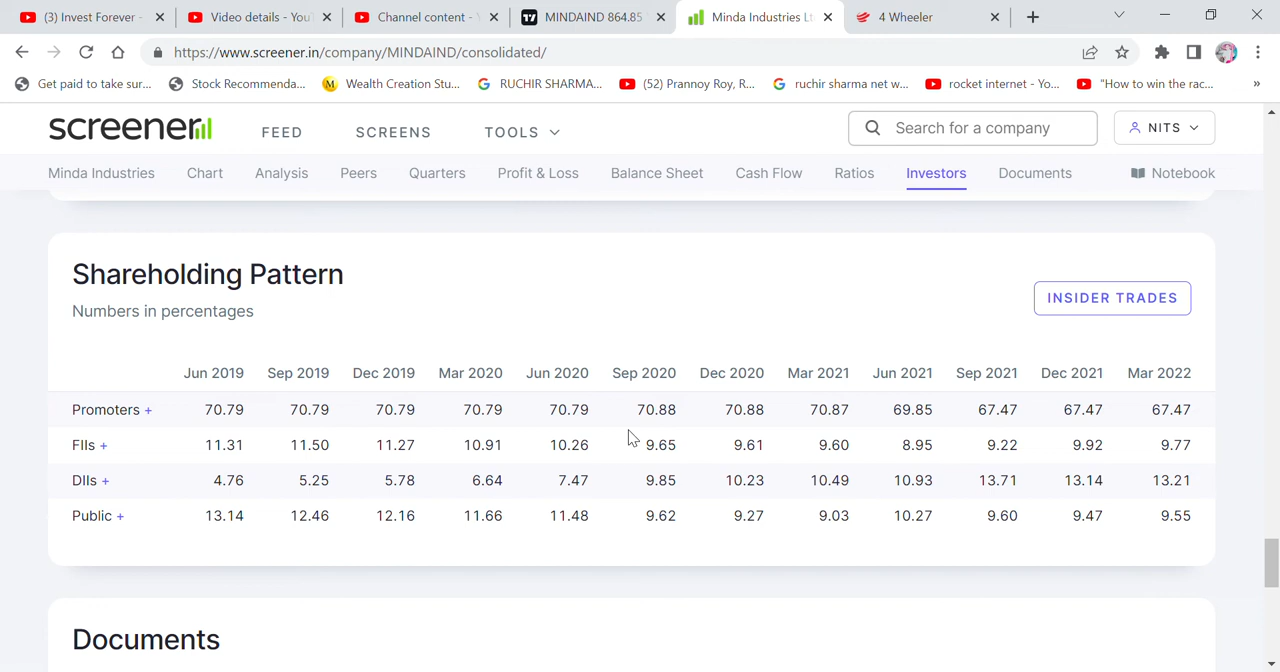 (3) Invest Forever -
Video details - YouT
Channel content -
MINDAIND 864.85
Minda Industries Lt
4 Wheeler
https://www.screener.in/company/MINDAIND/consolidated/
Get paid to take sur...
Stock Recommenda...
M
Wealth Creation Stu...
RUCHIR SHARMA...
(52) Prannoy Roy, R...
ruchir sharma net w...
rocket internet - Yo...
"How to win the rac...
»
screener
FEED
SCREENS
TOOLS
Search for a company
NITS
Minda Industries
Chart
Analysis
Peers
Quarters
Profit & Loss
Balance Sheet
Cash Flow
Ratios
Investors
Documents
Notebook
Shareholding Pattern
Numbers in percentages
INSIDER TRADES
Jun 2019 Sep 2019 Dec 2019 Mar 2020 Jun 2020 Sep 2020 Dec 2020 Mar 2021 Jun 2021 Sep 2021 Dec 2021 Mar 2022
Promoters + 70.79 70.79 70.79 70.79 70.79 70.88 70.88 70.87 69.85 67.47 67.47 67.47
FIIs + 11.31 11.50 11.27 10.91 10.26 9.65 9.61 9.60 8.95 9.22 9.92 9.77
DIIs + 4.76 5.25 5.78 6.64 7.47 9.85 10.23 10.49 10.93 13.71 13.14 13.21
Public + 13.14 12.46 12.16 11.66 11.48 9.62 9.27 9.03 10.27 9.60 9.47 9.55
Documents